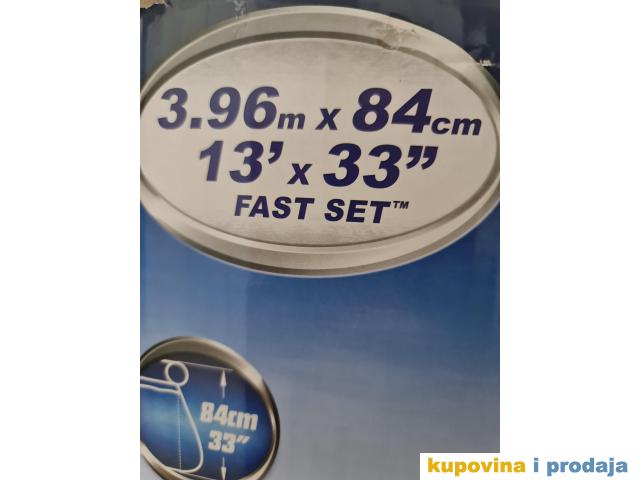 3.96m x 84cm
13’ x 33”
FAST SET™
84cm
33”
kupovina i prodaja